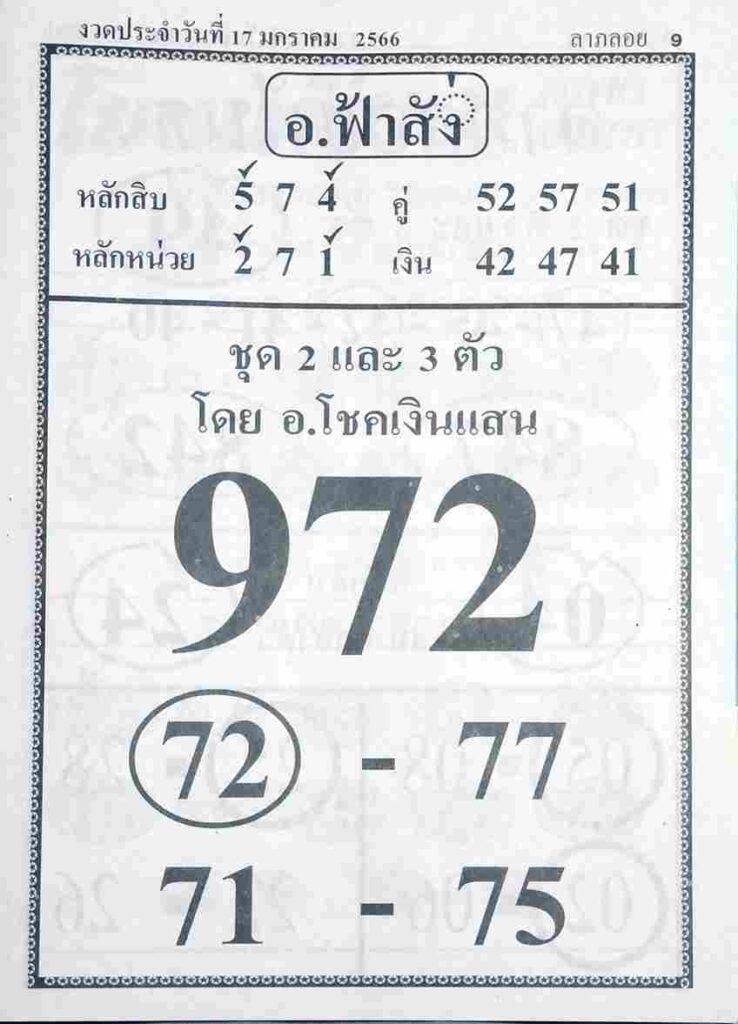 งวดประจำวันที่ 17 มกราคม 2566 ลาภลอย 9
อ.ฟ้าสั่ง
หลักสิบ 5 7 4 คู่ 52 57 51
หลักหน่วย 2 7 1 เงิน 42 47 41
ชุด 2 และ 3 ตัว
โดย อ.โชคเงินแสน
972
72 - 77
71 - 75